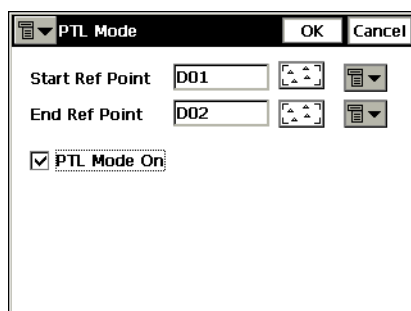 PTL Mode OK Cancel
Start Ref Point D01
End Ref Point D02
PTL Mode On